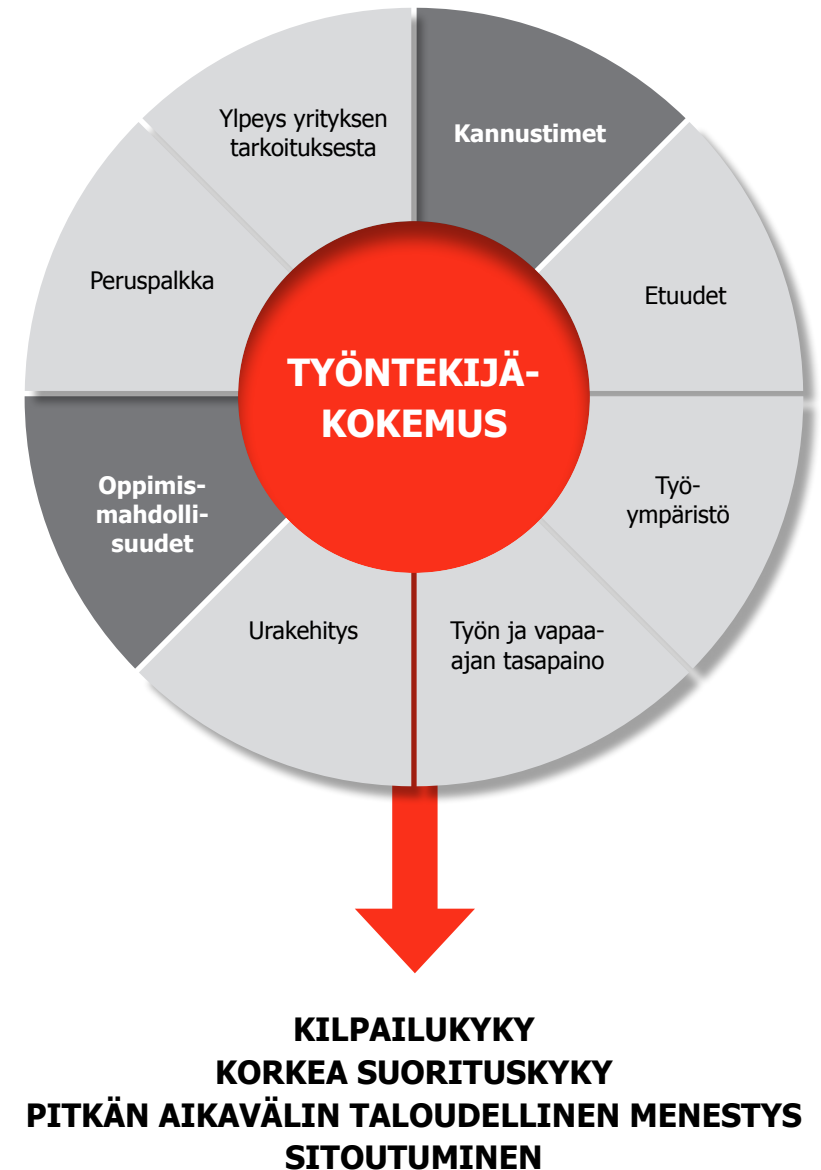 Ylpeys yrityksen
tarkoituksesta
Kannustimet
Etuudet
Työ-
ympäristö
Työn ja vapaa-
ajan tasapaino
Urakehitys
Oppimis-
mahdolli-
suudet
Peruspalkka
TYÖNTEKIJÄ-
KOKEMUS
KILPAILUKYKY
KORKEA SUORITUSKYKY
PITKÄN AIKAVÄLIN TALOUDELLINEN MENESTYS
SITOUTUMINEN